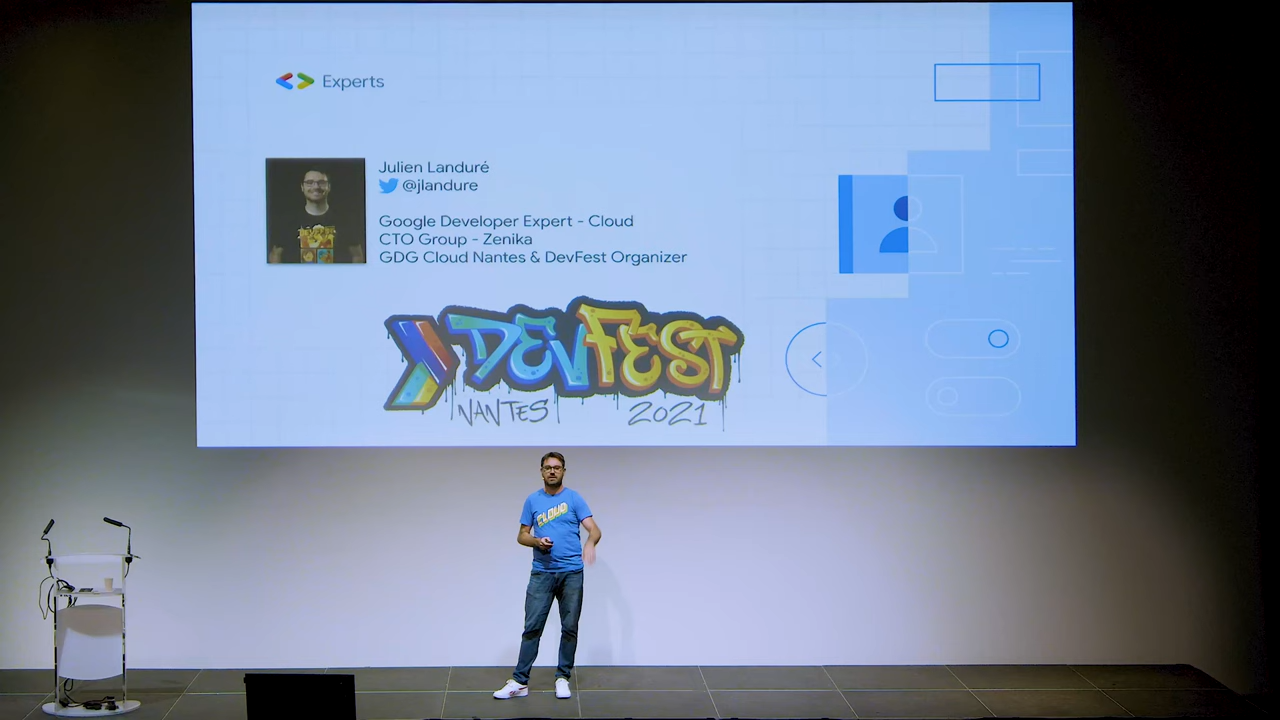 Experts
Julien Landuré
@jlandure
Google Developer Expert - Cloud
CTO Group - Zenika
GDG Cloud Nantes & DevFest Organizer
DEVFEST
NANTES 2021
CLOUD